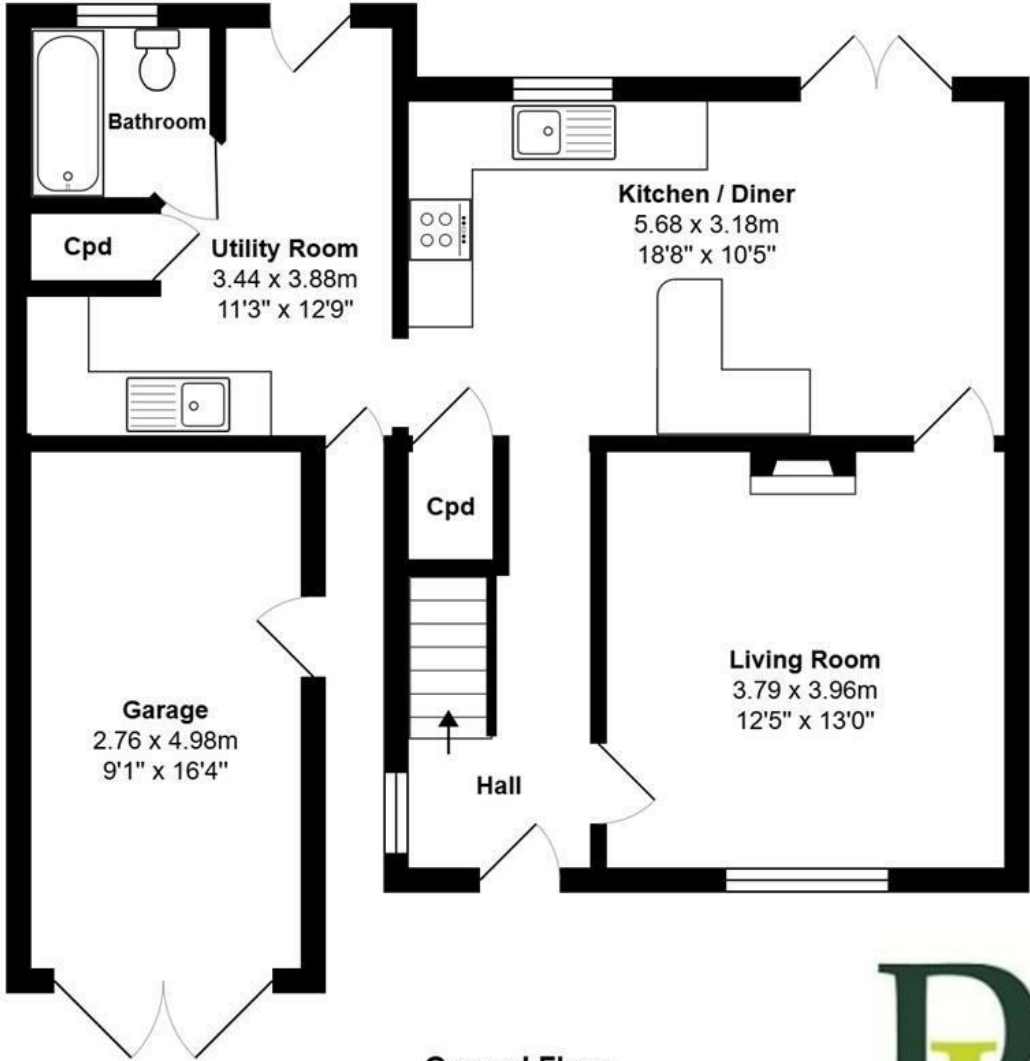 Bathroom
Cpd
Utility Room
3.44 x 3.88m
11'3" x 12'9"
Kitchen / Diner
5.68 x 3.18m
18'8" x 10'5"
Cpd
Garage
2.76 x 4.98m
9'1" x 16'4"
Living Room
3.79 x 3.96m
12'5" x 13'0"
Hall
Ground Floor